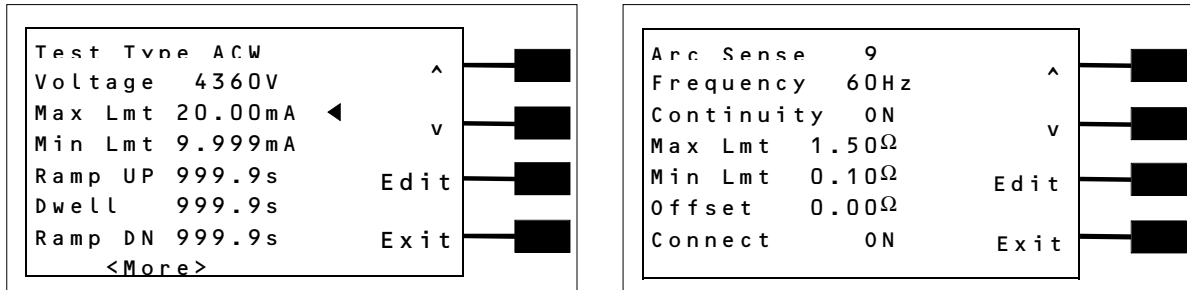 Test Type ACW
Voltage 4360V
^
Max Lmt 20.00mA ◀
v
Min Lmt 9.999mA
Ramp UP 999.9s
Edit
Dwell 999.9s
Ramp DN 999.9s
Exit
<More>
Arc Sense 9
Frequency 60Hz
^
Continuity ON
v
Max Lmt 1.50Ω
Min Lmt 0.10Ω
Edit
Offset 0.00Ω
Connect ON
Exit